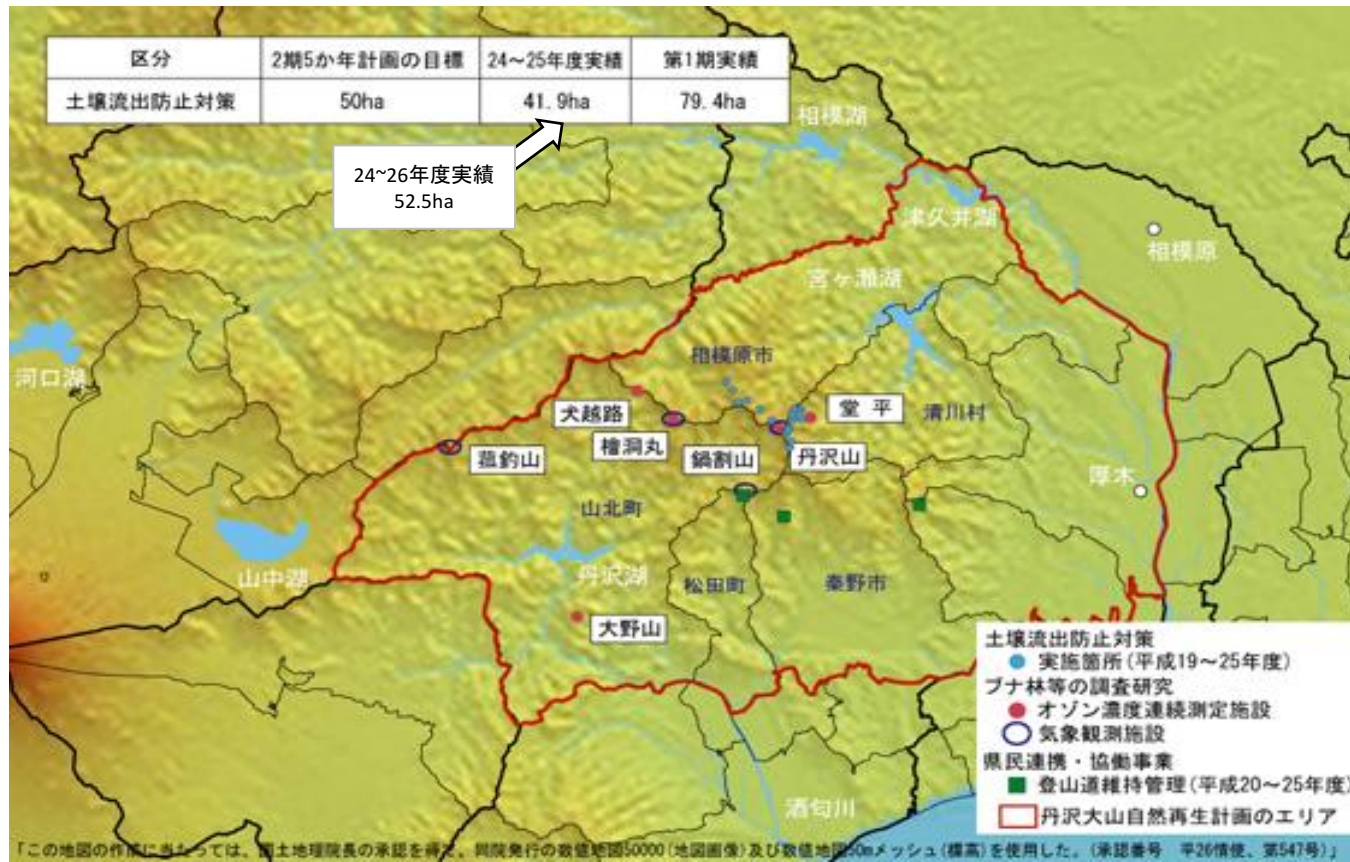 区分 2期5か年計画の目標 24～25年度実績 第1期実績
土壌流出防止対策 50ha 41.9ha 79.4ha
24~26年度実績
52.5ha
相模湖
津久井湖
相模原
宮ヶ瀬湖
河口湖
相模原市
犬越路
堂平
清川村
檜洞丸
鍋割山
丹沢山
菰釣山
厚木
山北町
山中湖
丹沢湖
松田町
秦野市
大野山
土壌流出防止対策
実施箇所(平成19～25年度)
ブナ林等の調査研究
オゾン濃度連続測定施設
気象観測施設
県民連携・協働事業
登山道維持管理(平成20～25年度)
丹沢大山自然再生計画のエリア
酒匂川
「この地図の作成に当たっては、国土地理院長の承認を得て、同院発行の数値地図50000(地図画像)及び数値地図50mメッシュ(標高)を使用した。(承認番号 平26情使、第547号)」